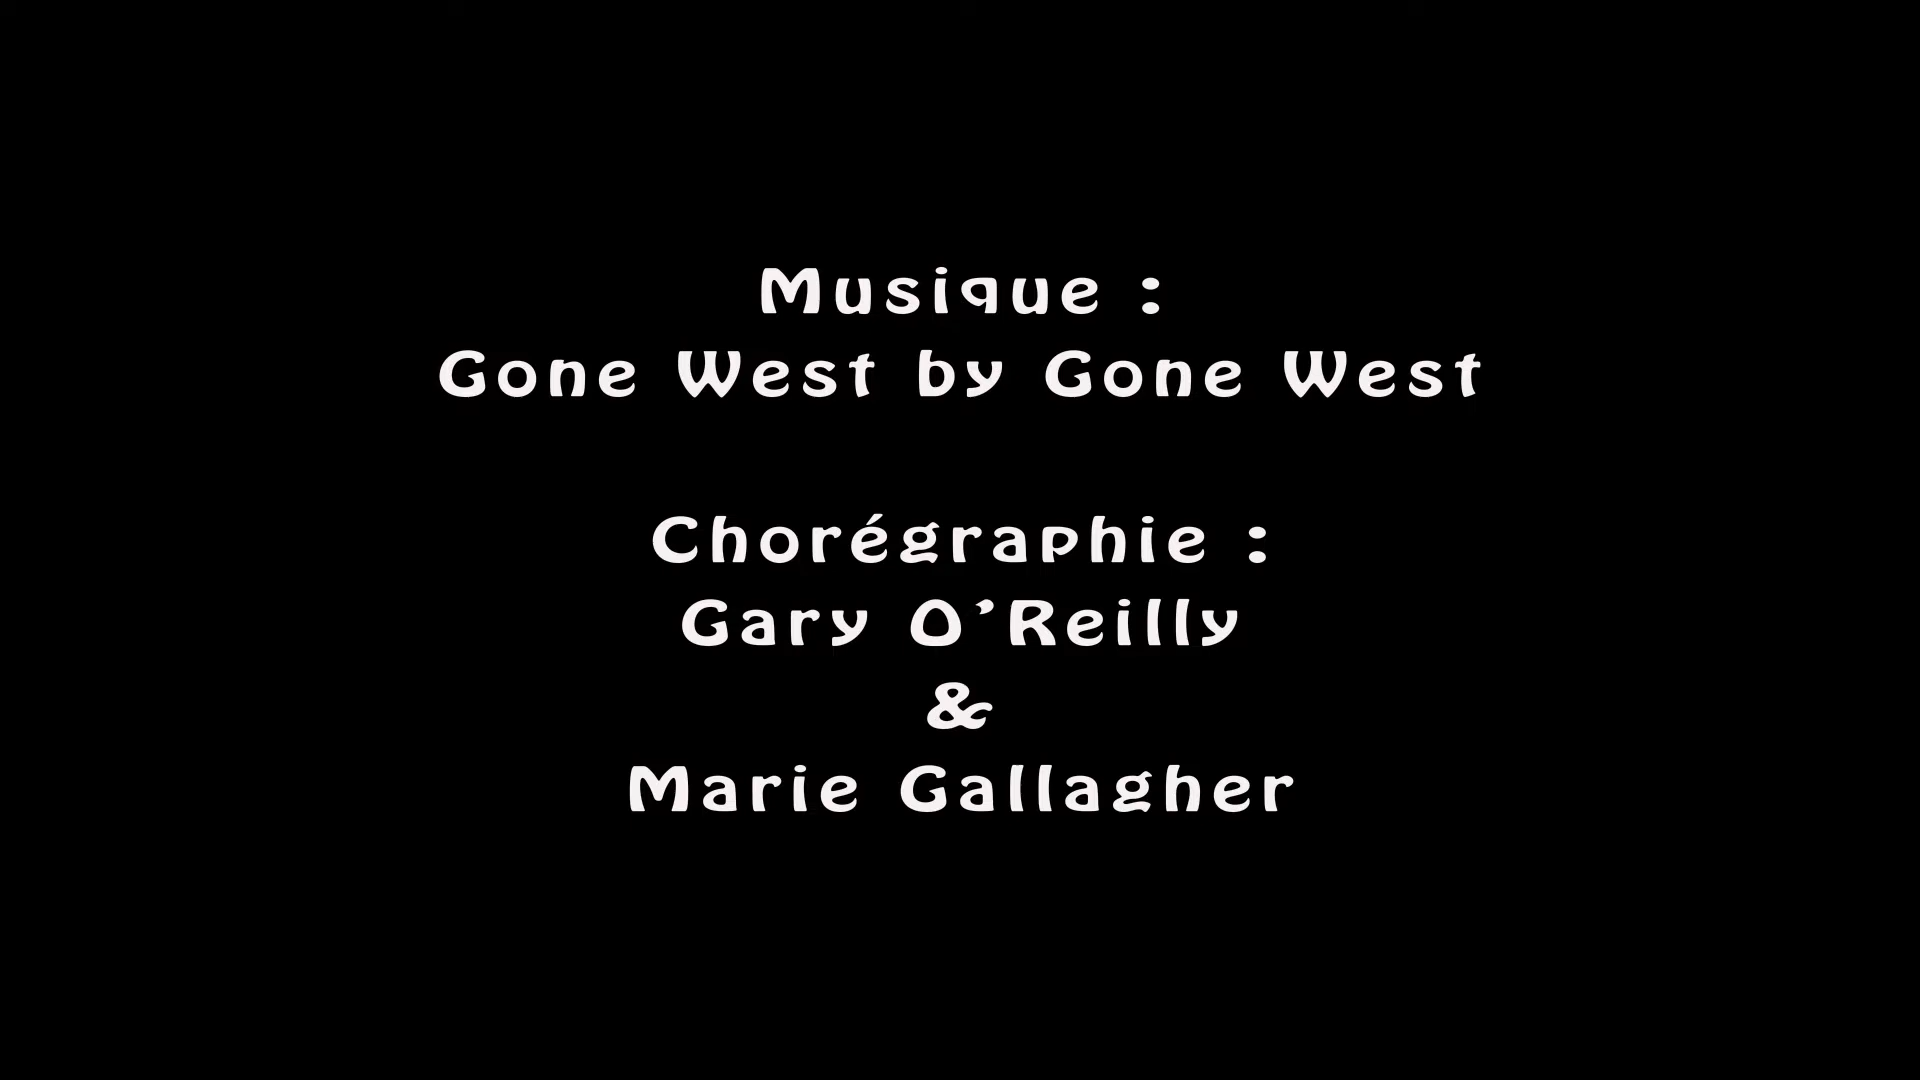 Musique :
Gone West by Gone West
Chorégraphie :
Gary O’Reilly
&
Marie Gallagher